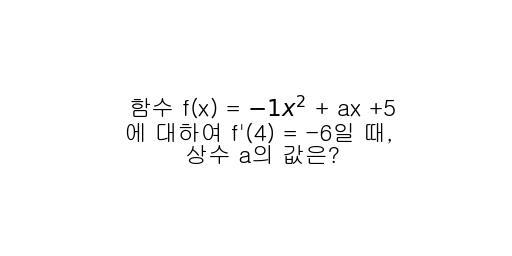 함수 f(x) = −1x² + ax +5
에 대하여 f'(4) = −6일 때,
상수 a의 값은?